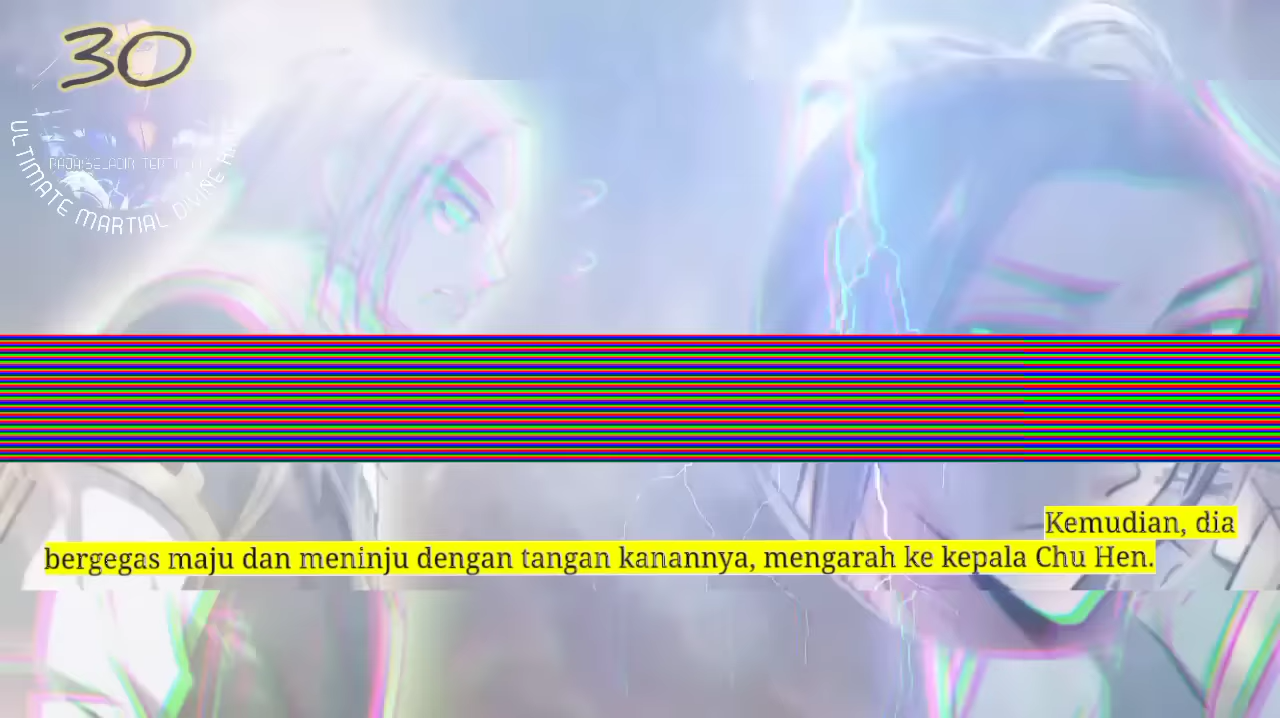 30
ULTIMATE MARTIAL DIVINE
Kemudian, dia
bergegas maju dan meninju dengan tangan kanannya, mengarah ke kepala Chu Hen.